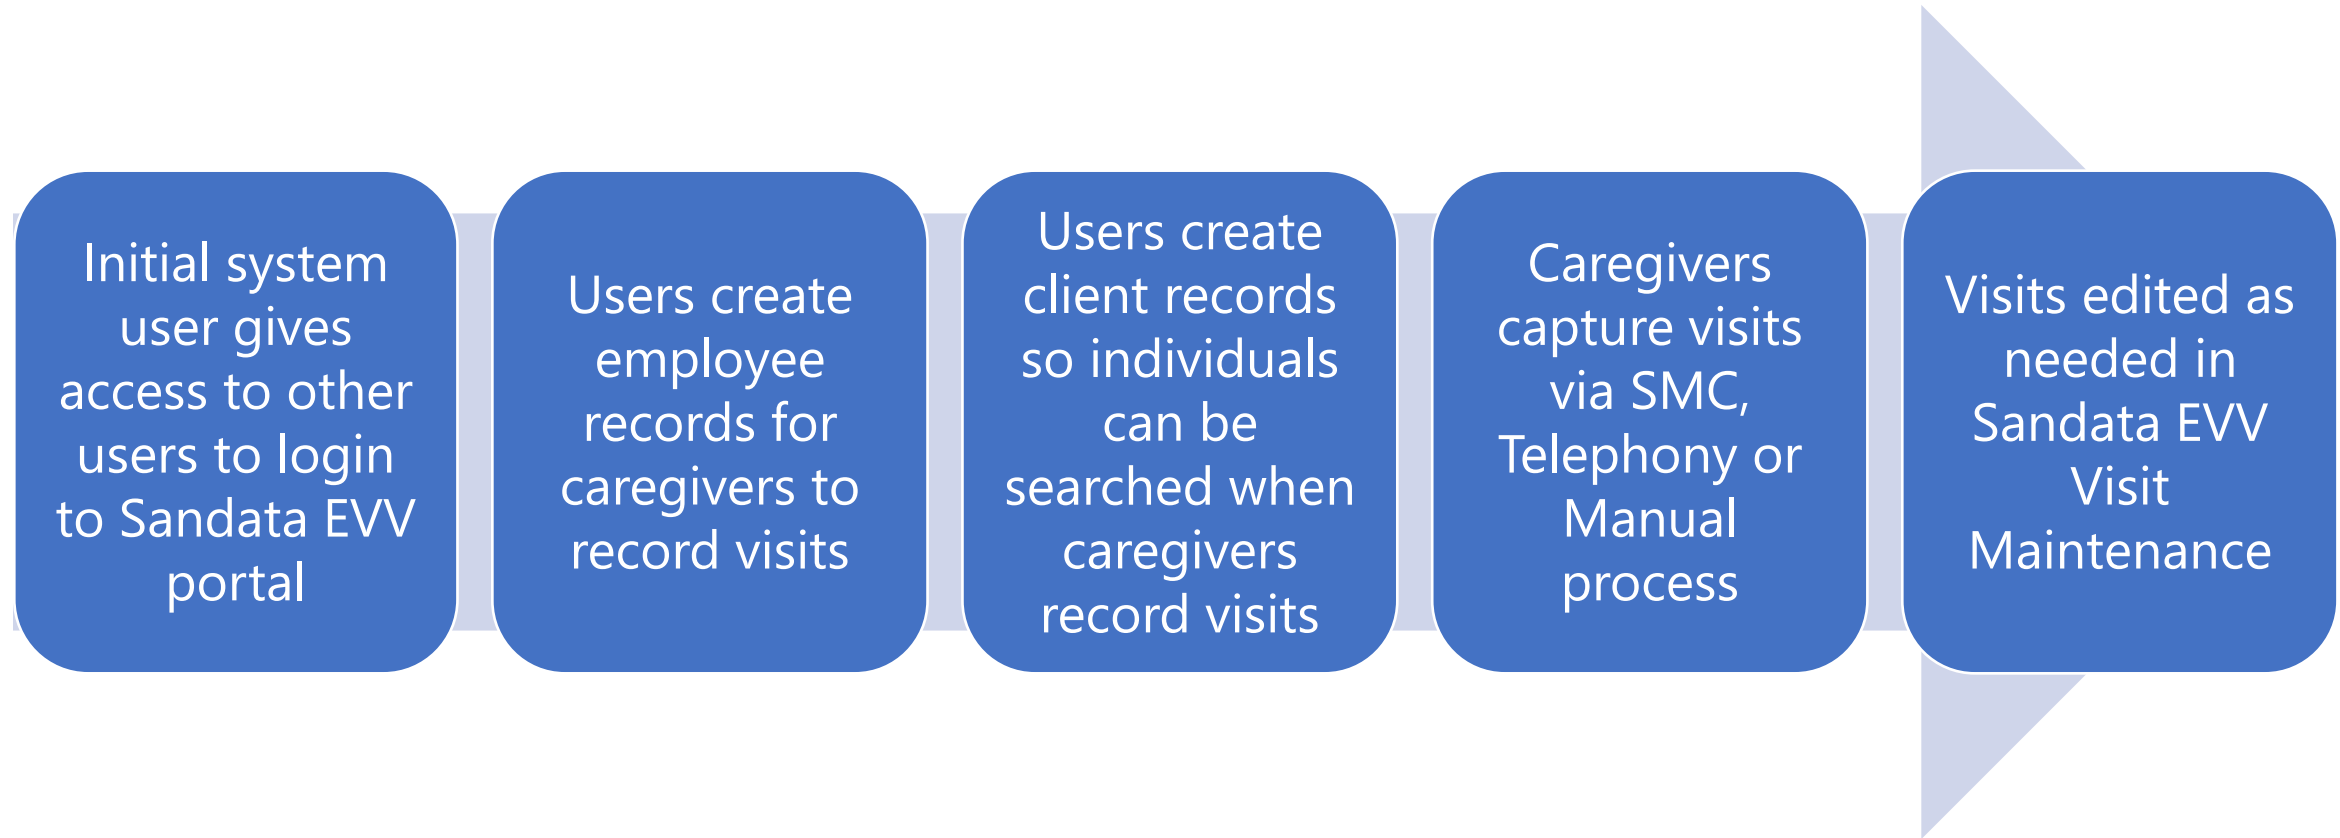 Initial system
user gives
access to other
users to login
to Sandata EVV
portal
Users create
employee
records for
caregivers to
record visits
Users create
client records
so individuals
can be
searched when
caregivers
record visits
Caregivers
capture visits
via SMC,
Telephony or
Manual
process
Visits edited as
needed in
Sandata EVV
Visit
Maintenance